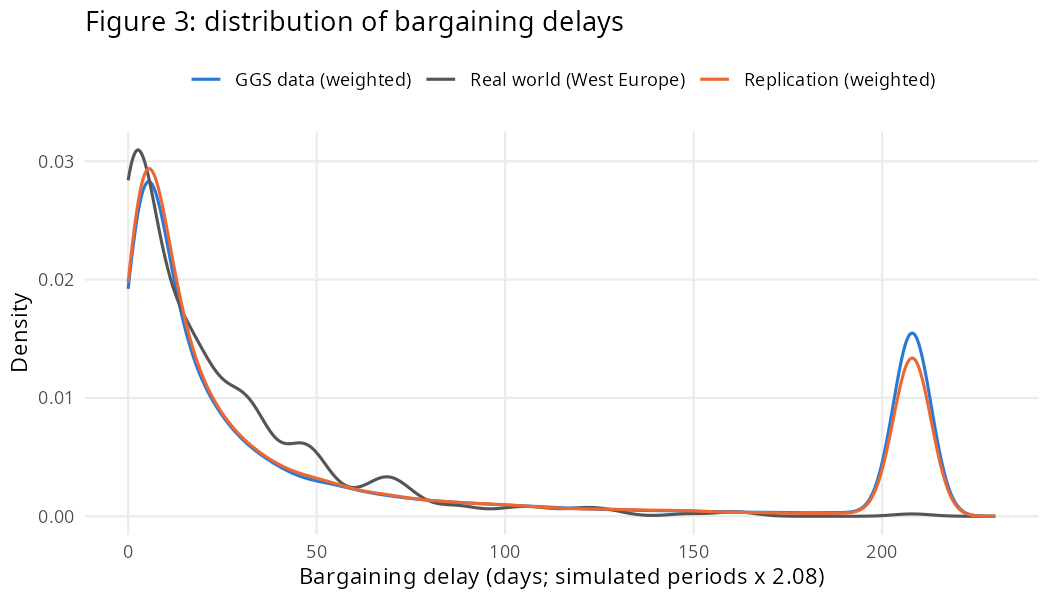 Figure 3: distribution of bargaining delays
GGS data (weighted) Real world (West Europe) Replication (weighted)
0.03
0.02
0.01
0.00
Density
0 50 100 150 200
Bargaining delay (days; simulated periods x 2.08)